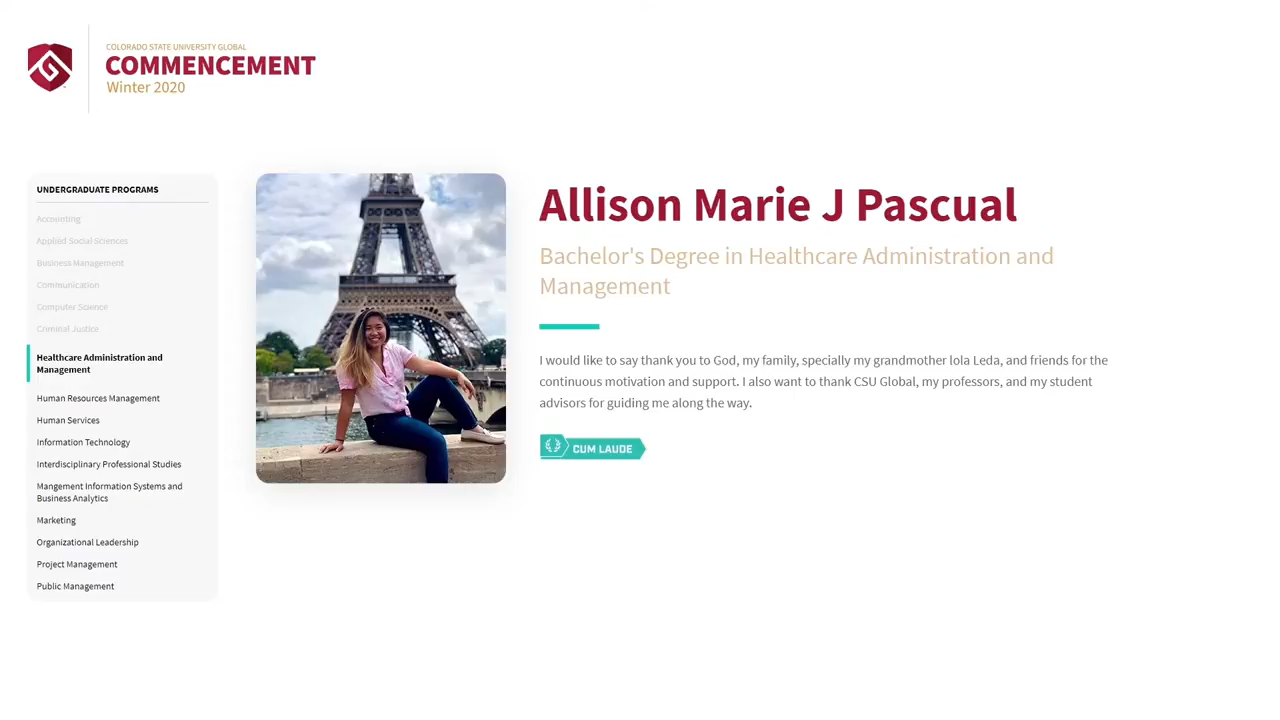 COLORADO STATE UNIVERSITY GLOBAL
COMMENCEMENT
Winter 2020
UNDERGRADUATE PROGRAMS
Accounting
Applied Social Sciences
Business Management
Communication
Computer Science
Criminal Justice
Healthcare Administration and
Management
Human Resources Management
Human Services
Information Technology
Interdisciplinary Professional Studies
Mangement Information Systems and
Business Analytics
Marketing
Organizational Leadership
Project Management
Public Management
Allison Marie J Pascual
Bachelor's Degree in Healthcare Administration and
Management
I would like to say thank you to God, my family, specially my grandmother lola Leda, and friends for the
continuous motivation and support. I also want to thank CSU Global, my professors, and my student
advisors for guiding me along the way.
CUM LAUDE